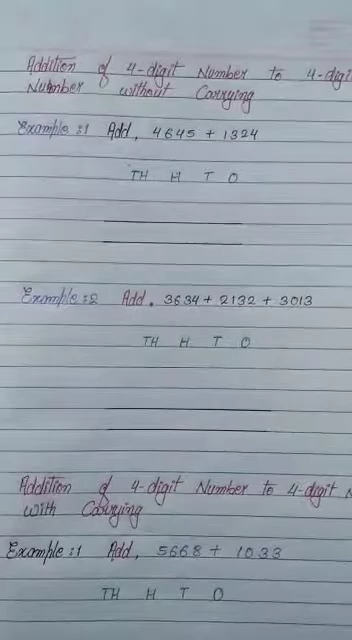 Addition of 4-digit Number to 4-digit
Number without Carrying
Example:1 Add, 4645 + 1324
TH H T O
Example:2 Add, 3634 + 2132 + 3013
TH H T O
Addition of 4-digit Number to 4-digit
with Carrying
Example:1 Add, 5668 + 1033
TH H T O